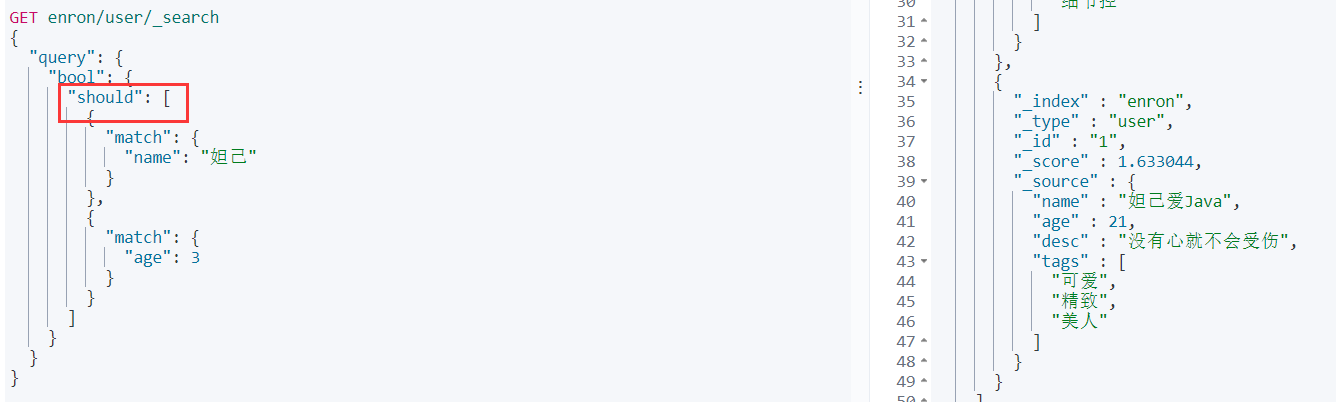 GET enron/user/_search
{
"query": {
"bool": {
"should": [
{
"match": {
"name": "妲己"
}
},
{
"match": {
"age": 3
}
}
]
}
}
}
30 细节控
31 ]
32 }
33 },
34 {
35 "_index" : "enron",
36 "_type" : "user",
37 "_id" : "1",
38 "_score" : 1.633044,
39 "_source" : {
40 "name" : "妲己爱Java",
41 "age" : 21,
42 "desc" : "没有心就不会受伤",
43 "tags" : [
44 "可爱",
45 "精致",
46 "美人"
47 ]
48 }
49 }
50 ]